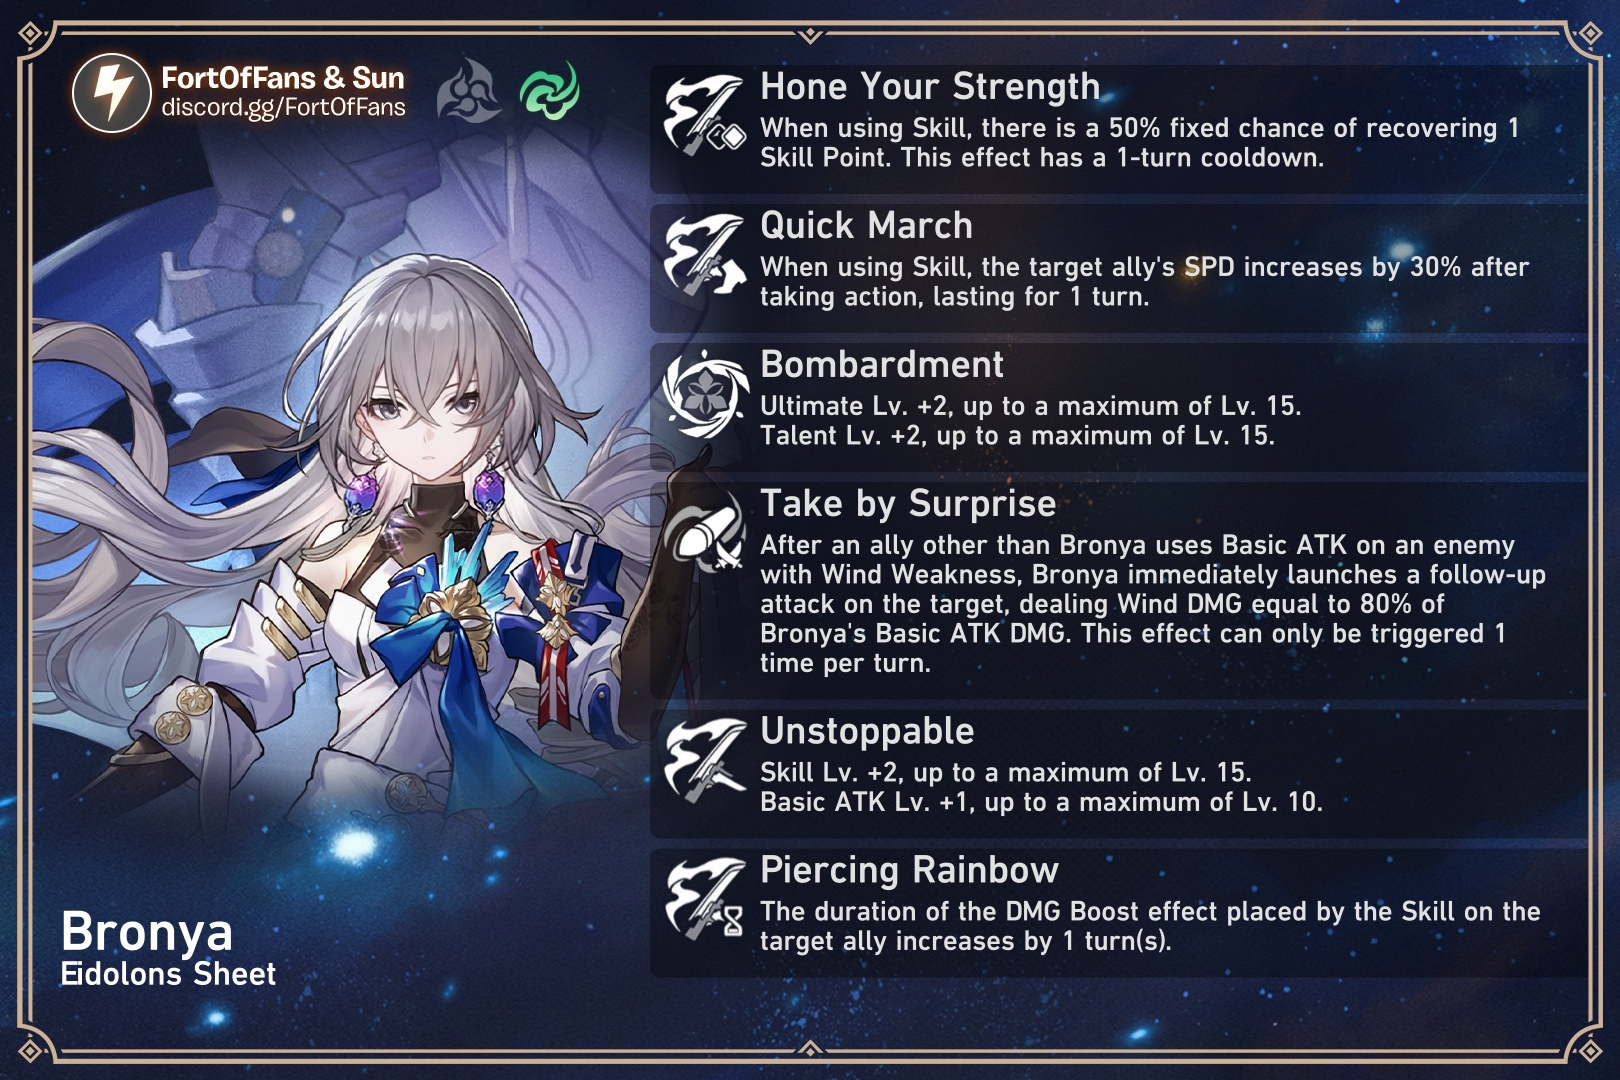 FortOfFans & Sun
discord.gg/FortOfFans
Hone Your Strength
When using Skill, there is a 50% fixed chance of recovering 1
Skill Point. This effect has a 1-turn cooldown.
Quick March
When using Skill, the target ally's SPD increases by 30% after
taking action, lasting for 1 turn.
Bombardment
Ultimate Lv. +2, up to a maximum of Lv. 15.
Talent Lv. +2, up to a maximum of Lv. 15.
Take by Surprise
After an ally other than Bronya uses Basic ATK on an enemy
with Wind Weakness, Bronya immediately launches a follow-up
attack on the target, dealing Wind DMG equal to 80% of
Bronya's Basic ATK DMG. This effect can only be triggered 1
time per turn.
Unstoppable
Skill Lv. +2, up to a maximum of Lv. 15.
Basic ATK Lv. +1, up to a maximum of Lv. 10.
Piercing Rainbow
The duration of the DMG Boost effect placed by the Skill on the
target ally increases by 1 turn(s).
Bronya
Eidolons Sheet